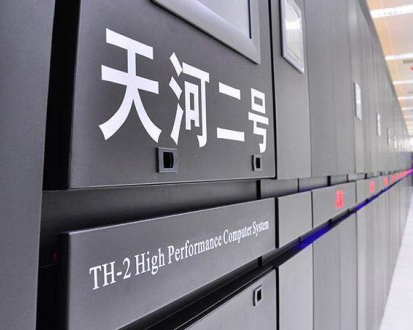 天河二号
TH-2 High Performance Computer System